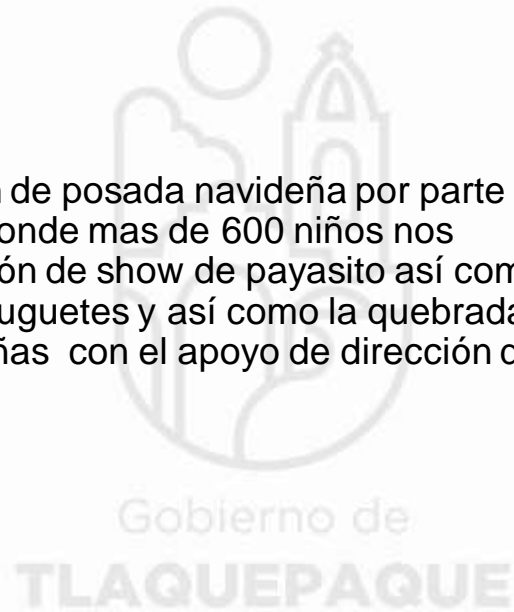 de posada navideña por parte
onde mas de 600 niños nos
ón de show de payasito así com
uguetes y así como la quebrada
ñas con el apoyo de dirección d
Gobierno de
TLAQUEPAQUE